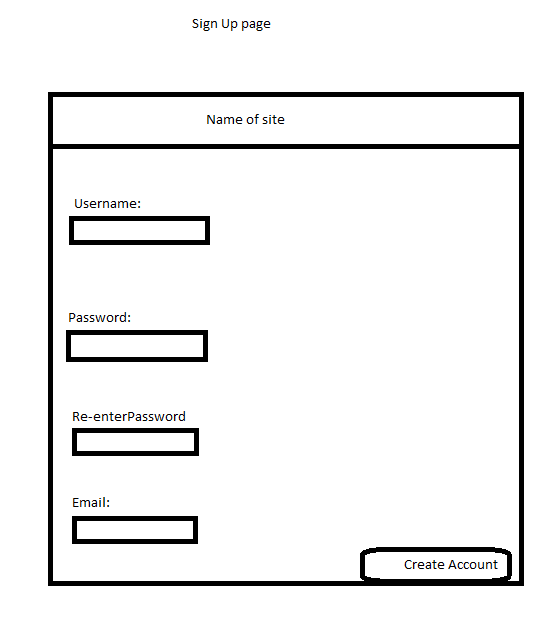 Sign Up page
Name of site
Username:
Password:
Re-enterPassword
Email:
Create Account